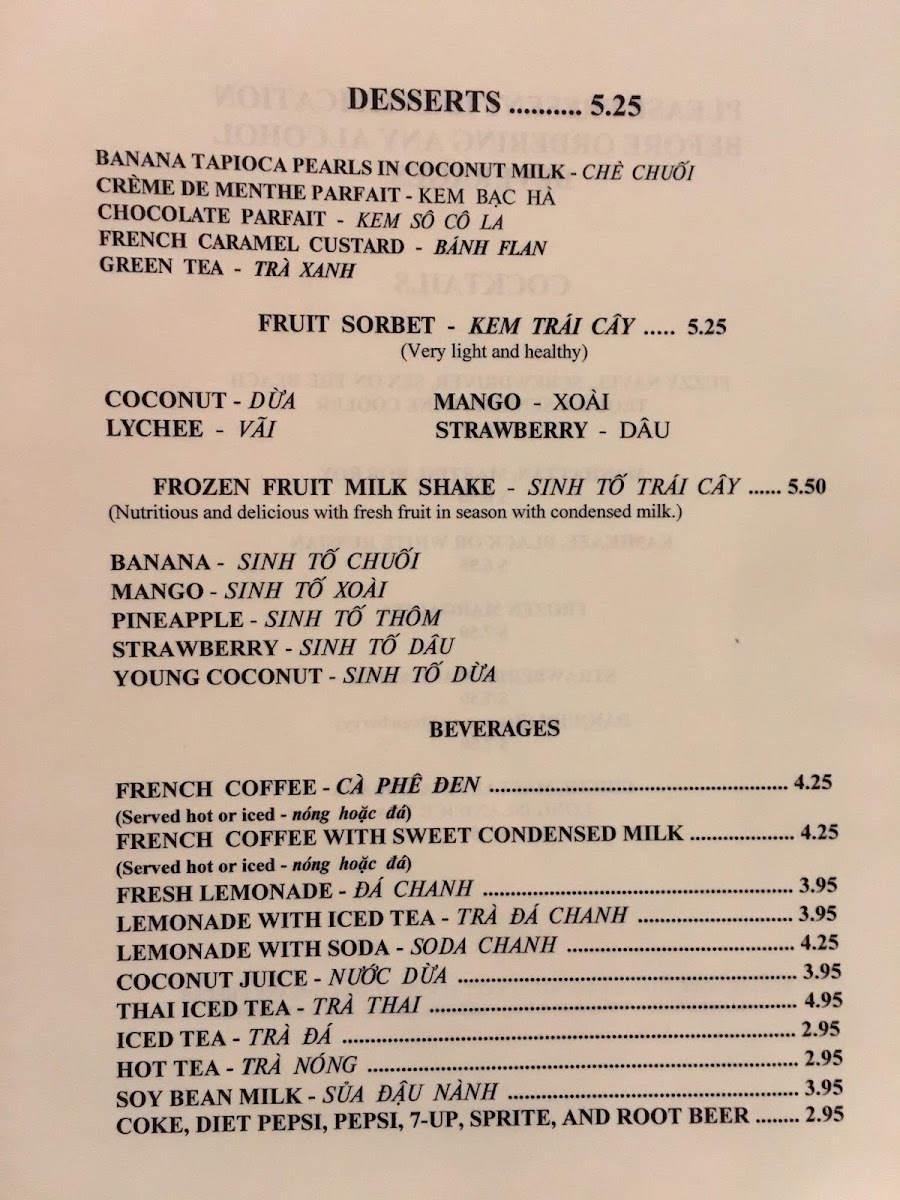 DESSERTS .......... 5.25
BANANA TAPIOCA PEARLS IN COCONUT MILK - CHÈ CHUỐI
CRÈME DE MENTHE PARFAIT - KEM BẠC HÀ
CHOCOLATE PARFAIT - KEM SÔ CÔ LA
FRENCH CARAMEL CUSTARD - BÁNH FLAN
GREEN TEA - TRÀ XANH
FRUIT SORBET - KEM TRÁI CÂY ..... 5.25
(Very light and healthy)
COCONUT - DỪA MANGO - XOÀI
LYCHEE - VÃI STRAWBERRY - DÂU
FROZEN FRUIT MILK SHAKE - SINH TỐ TRÁI CÂY ...... 5.50
(Nutritious and delicious with fresh fruit in season with condensed milk.)
BANANA - SINH TỐ CHUỐI
MANGO - SINH TỐ XOÀI
PINEAPPLE - SINH TỐ THƠM
STRAWBERRY - SINH TỐ DÂU
YOUNG COCONUT - SINH TỐ DỪA
BEVERAGES
FRENCH COFFEE - CÀ PHÊ ĐEN ........................................................ 4.25
(Served hot or iced - nóng hoặc đá)
FRENCH COFFEE WITH SWEET CONDENSED MILK ................... 4.25
(Served hot or iced - nóng hoặc đá)
FRESH LEMONADE - ĐÁ CHANH ....................................................... 3.95
LEMONADE WITH ICED TEA - TRÀ ĐÁ CHANH ............................ 3.95
LEMONADE WITH SODA - SODA CHANH ......................................... 4.25
COCONUT JUICE - NƯỚC DỪA ............................................................. 3.95
THAI ICED TEA - TRÀ THAI .................................................................. 4.95
ICED TEA - TRÀ ĐÁ ................................................................................. 2.95
HOT TEA - TRÀ NÓNG ............................................................................. 2.95
SOY BEAN MILK - SỦA ĐẬU NÀNH .................................................... 3.95
COKE, DIET PEPSI, PEPSI, 7-UP, SPRITE, AND ROOT BEER ........ 2.95